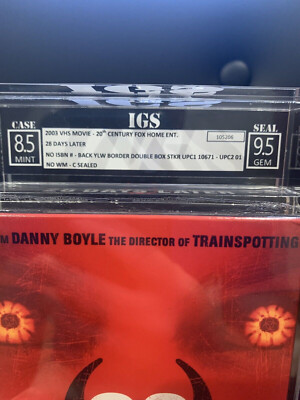 IGS
CASE
8.5
MINT
2003 VHS MOVIE - 20TH CENTURY FOX HOME ENT.
105206
28 DAYS LATER
NO ISBN # - BACK YLW BORDER DOUBLE BOX STKR UPC1 10671 - UPC2 01
NO WM - C SEALED
SEAL
9.5
GEM
M DANNY BOYLE THE DIRECTOR OF TRAINSPOTTING